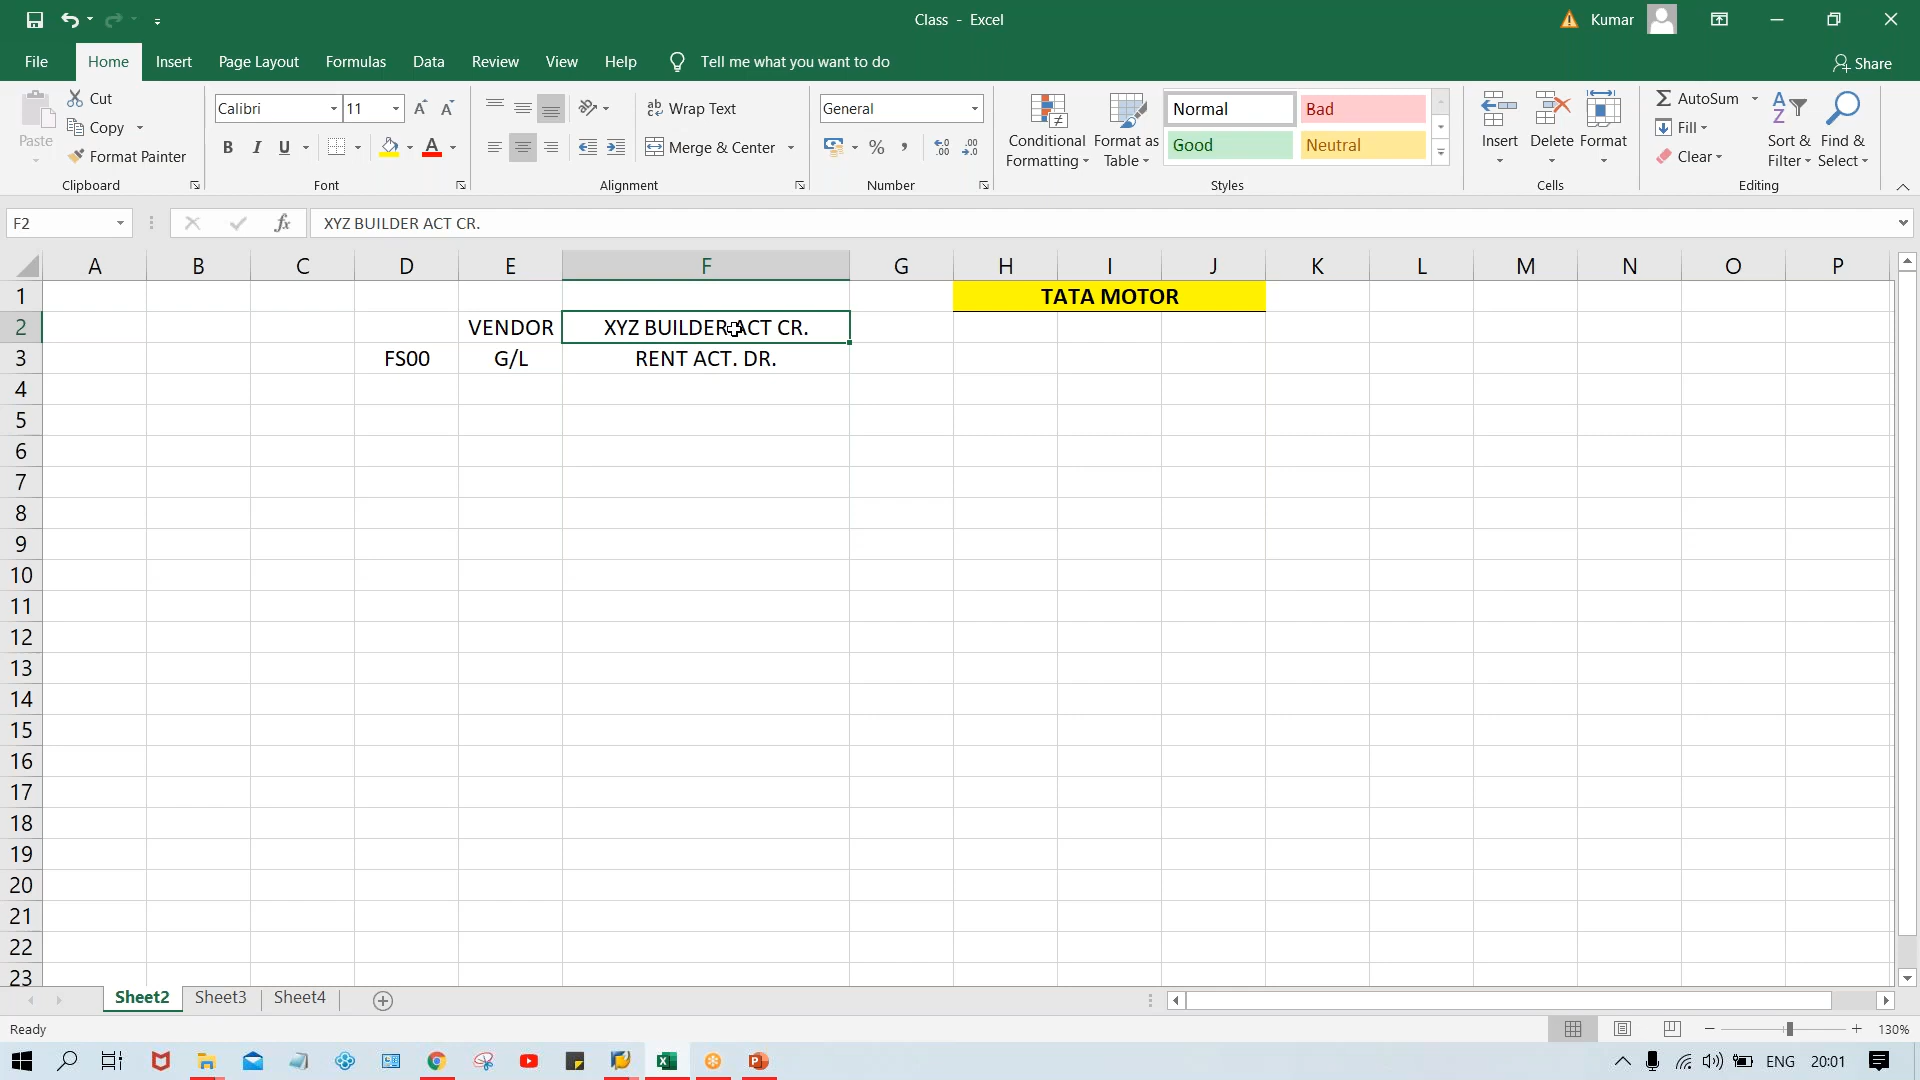 Class - Excel
Kumar
File Home Insert Page Layout Formulas Data Review View Help Tell me what you want to do Share
Paste Cut Copy Format Painter Clipboard
Calibri 11 B I U A Font
Wrap Text Merge & Center Alignment
General % , Number
Conditional Formatting Format as Table Normal Bad Good Neutral Styles
Insert Delete Format Cells
AutoSum Fill Clear Sort & Filter Find & Select Editing
F2 fx XYZ BUILDER ACT CR.
A B C D E F G H I J K L M N O P
1 TATA MOTOR
2 VENDOR XYZ BUILDER ACT CR.
3 FS00 G/L RENT ACT. DR.
4
5
6
7
8
9
10
11
12
13
14
15
16
17
18
19
20
21
22
23
Sheet2 Sheet3 Sheet4
Ready 130%
ENG 20:01